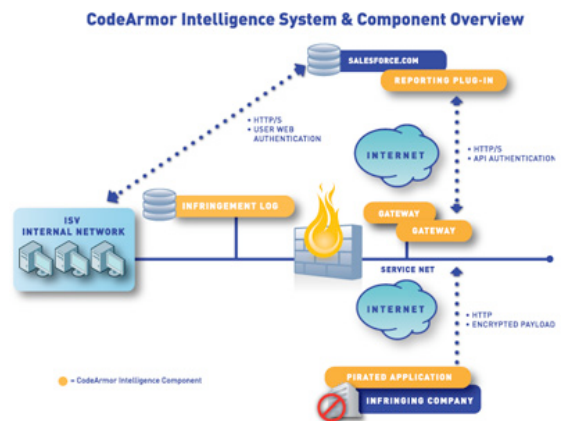 CodeArmor Intelligence System & Component Overview
SALESFORCE.COM
REPORTING PLUG-IN
• HTTP/S
• USER WEB
AUTHENTICATION
INTERNET
• HTTP/S
• API AUTHENTICATION
ISV
INTERNAL NETWORK
INFRINGEMENT LOG
GATEWAY
GATEWAY
SERVICE NET
INTERNET
• HTTP
• ENCRYPTED PAYLOAD
PIRATED APPLICATION
INFRINGING COMPANY
= CodeArmor Intelligence Component